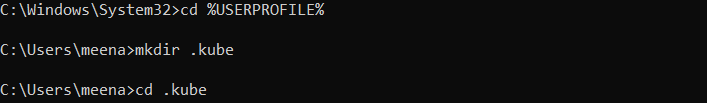 C:\Windows\System32>cd %USERPROFILE%
C:\Users\meena>mkdir .kube
C:\Users\meena>cd .kube